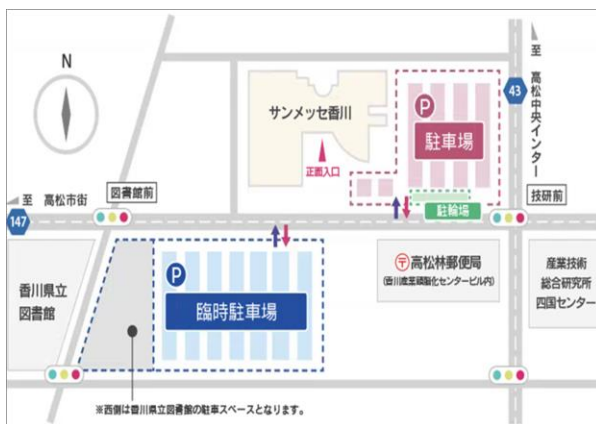 N
至 高松中央インター
43
P
駐車場
サンメッセ香川
正面入口
駐輪場
技研前
図書館前
至 高松市街
147
香川県立
図書館
P
臨時駐車場
〒高松林郵便局
(香川産業頭脳化センタービル内)
産業技術
総合研究所
四国センター
※西側は香川県立図書館の駐車スペースとなります。